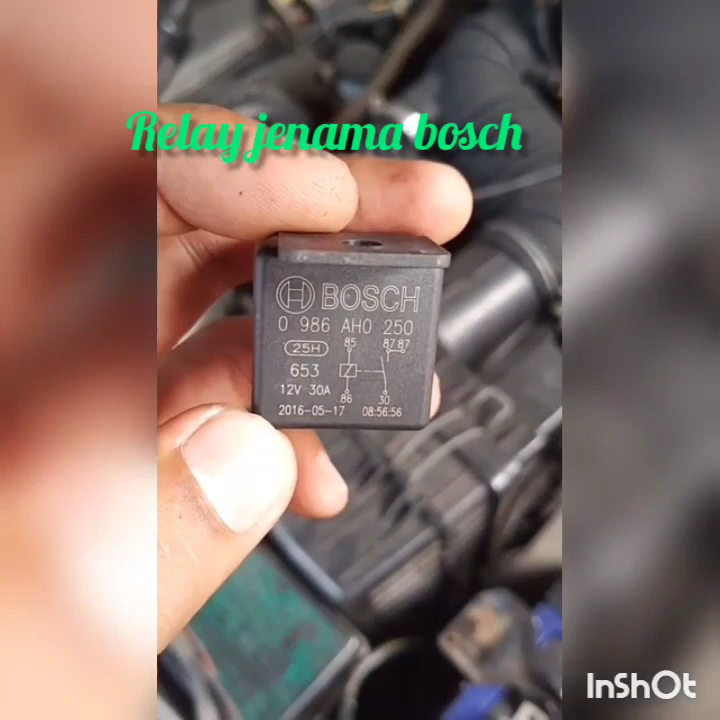 Relay jenama bosch
BOSCH
0 986 AH0 250
25H
85
87 87
653
12V 30A
86
30
2016-05-17 08:56:56
InShOt